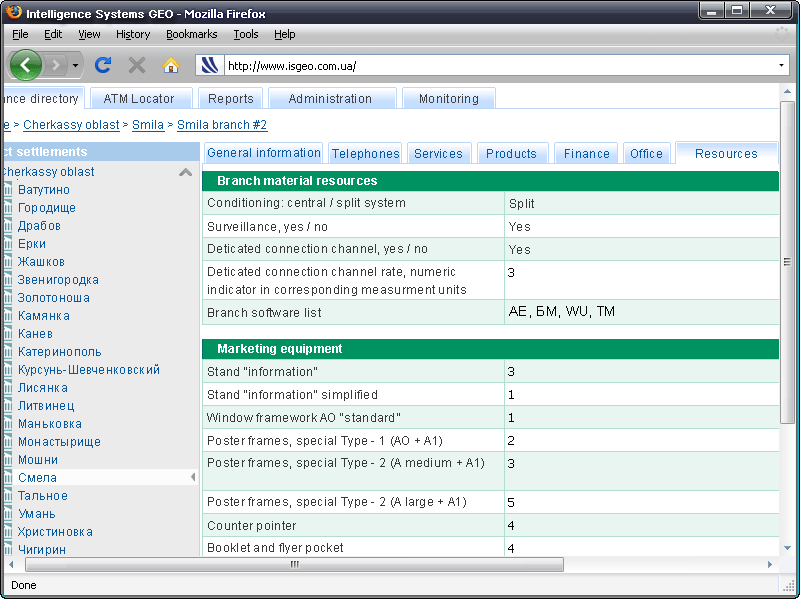 Intelligence Systems GEO - Mozilla Firefox
File Edit View History Bookmarks Tools Help
http://www.isgeo.com.ua/
nce directory ATM Locator Reports Administration Monitoring
e > Cherkassy oblast > Smila > Smila branch #2
ct settlements
Cherkassy oblast
Ватутино
Городище
Драбов
Ерки
Жашков
Звенигородка
Золотоноша
Камянка
Канев
Катеринополь
Курсунь-Шевченковский
Лисянка
Литвинец
Маньковка
Монастырище
Мошни
Смела
Тальное
Умань
Христиновка
Чигирин
General information Telephones Services Products Finance Office Resources
Branch material resources
Conditioning: central / split system Split
Surveillance, yes / no Yes
Deticated connection channel, yes / no Yes
Deticated connection channel rate, numeric 3
indicator in corresponding measurment units
Branch software list АЕ, БМ, WU, TM
Marketing equipment
Stand "information" 3
Stand "information" simplified 1
Window framework AO "standard" 1
Poster frames, special Type - 1 (AO + A1) 2
Poster frames, special Type - 2 (A medium + A1) 3
Poster frames, special Type - 2 (A large + A1) 5
Counter pointer 4
Booklet and flyer pocket 4
Done